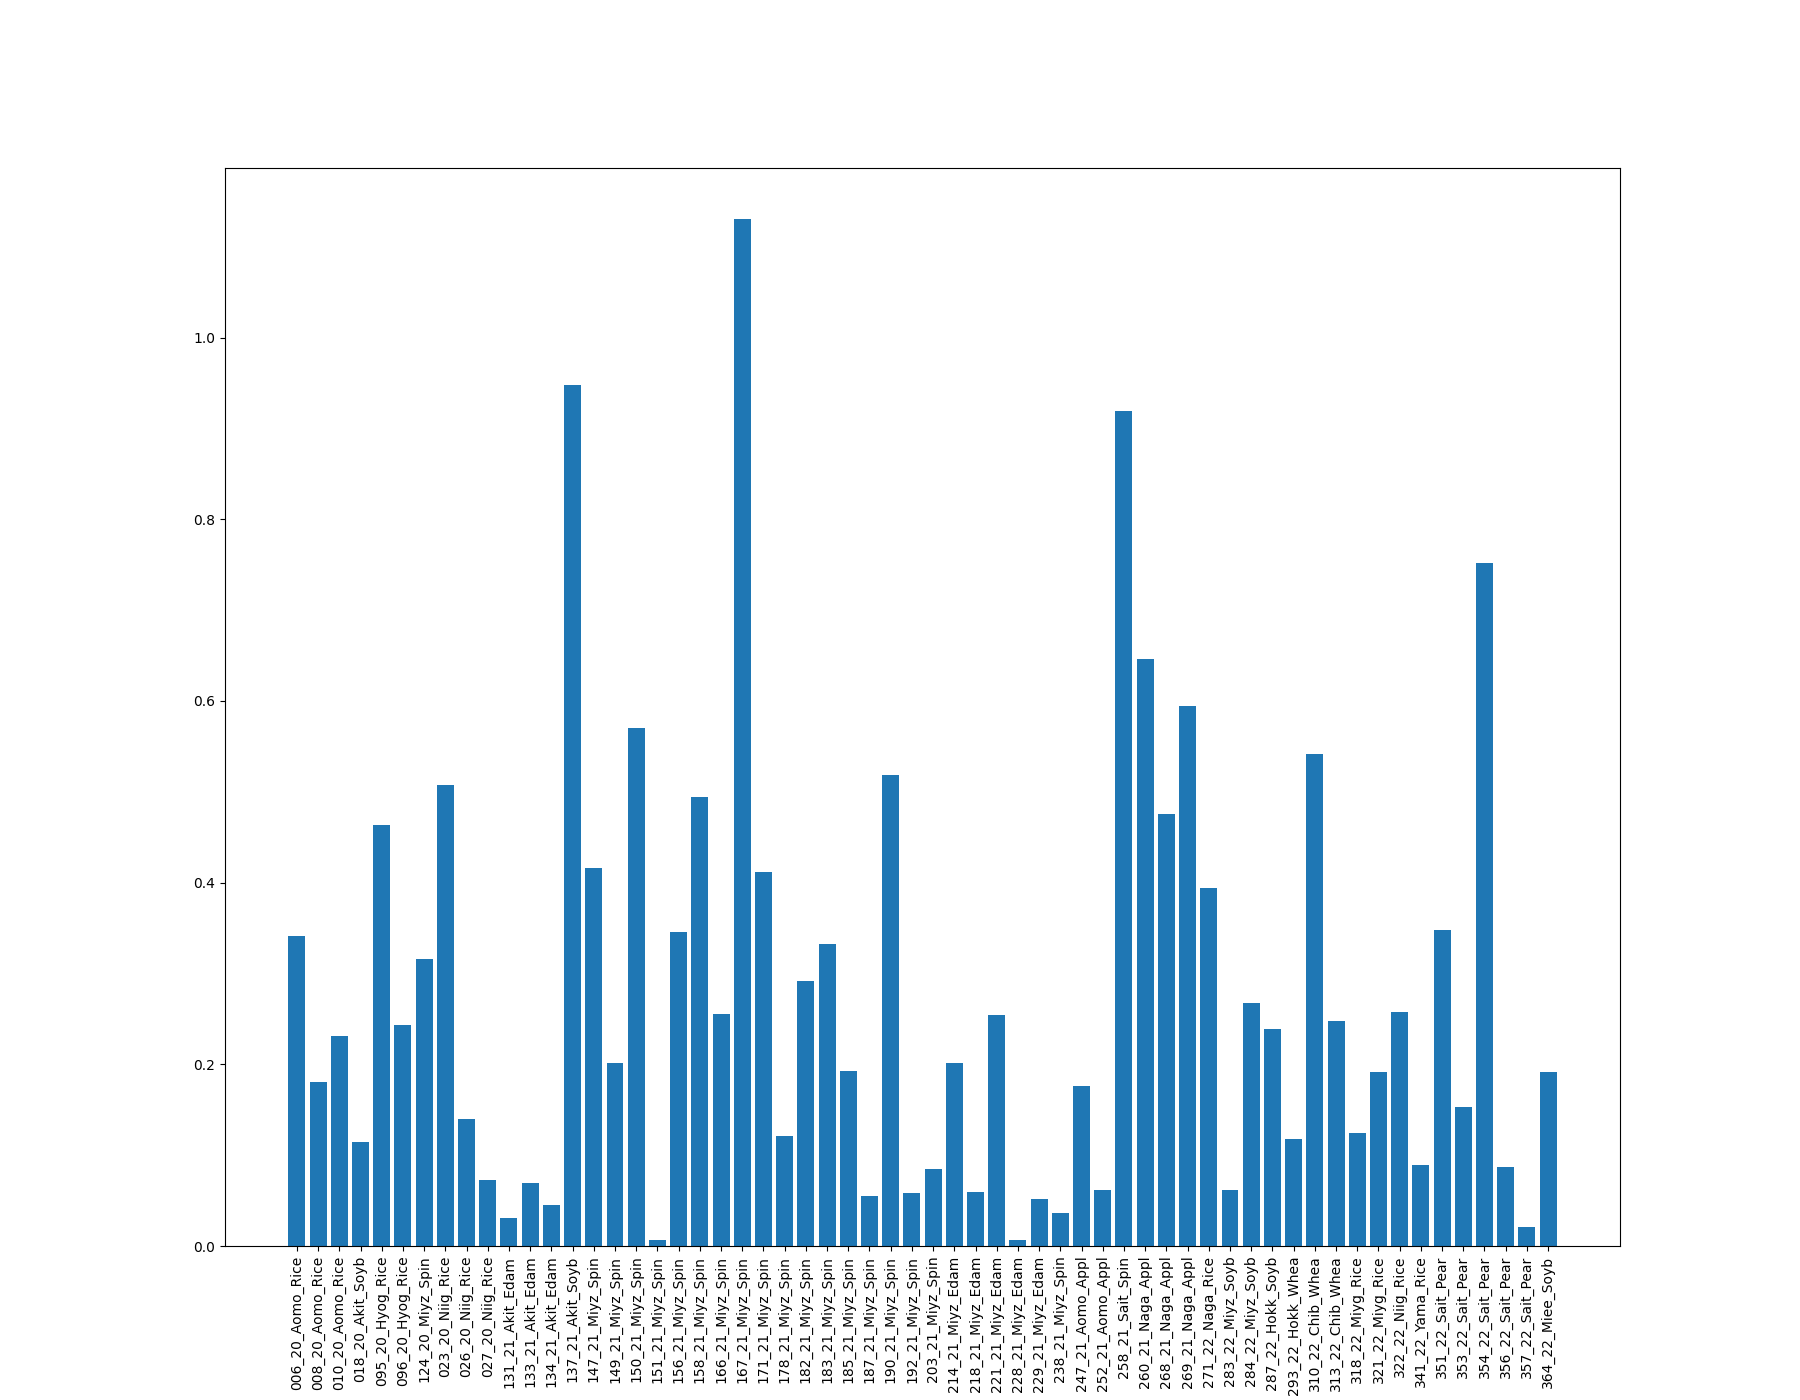 1.0
0.8
0.6
0.4
0.2
0.0
006_20_Aomo_Rice
008_20_Aomo_Rice
010_20_Aomo_Rice
018_20_Akit_Soyb
095_20_Hyog_Rice
096_20_Hyog_Rice
124_20_Miyz_Spin
023_20_Niig_Rice
026_20_Niig_Rice
027_20_Niig_Rice
131_21_Akit_Edam
133_21_Akit_Edam
134_21_Akit_Edam
137_21_Akit_Soyb
147_21_Miyz_Spin
149_21_Miyz_Spin
150_21_Miyz_Spin
151_21_Miyz_Spin
156_21_Miyz_Spin
158_21_Miyz_Spin
166_21_Miyz_Spin
167_21_Miyz_Spin
171_21_Miyz_Spin
178_21_Miyz_Spin
182_21_Miyz_Spin
183_21_Miyz_Spin
185_21_Miyz_Spin
187_21_Miyz_Spin
190_21_Miyz_Spin
192_21_Miyz_Spin
203_21_Miyz_Spin
214_21_Miyz_Edam
218_21_Miyz_Edam
221_21_Miyz_Edam
228_21_Miyz_Edam
229_21_Miyz_Edam
238_21_Miyz_Spin
247_21_Aomo_Appl
252_21_Aomo_Appl
258_21_Sait_Spin
260_21_Naga_Appl
268_21_Naga_Appl
269_21_Naga_Appl
271_22_Naga_Rice
283_22_Miyz_Soyb
284_22_Miyz_Soyb
287_22_Hokk_Soyb
293_22_Hokk_Whea
310_22_Chib_Whea
313_22_Chib_Whea
318_22_Miyg_Rice
321_22_Miyg_Rice
322_22_Niig_Rice
341_22_Yama_Rice
351_22_Sait_Pear
353_22_Sait_Pear
354_22_Sait_Pear
356_22_Sait_Pear
357_22_Sait_Pear
364_22_Miee_Soyb